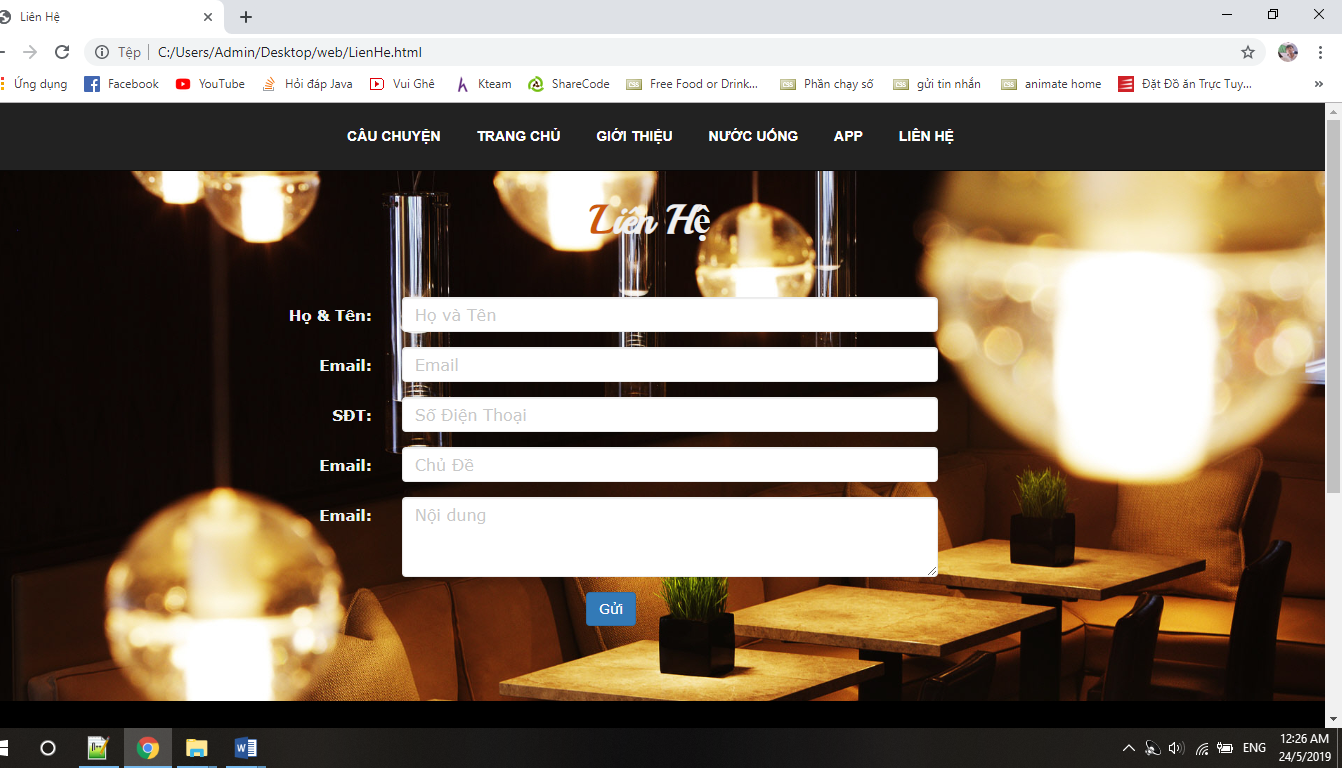 Liên Hệ
Tệp | C:/Users/Admin/Desktop/web/LienHe.html
Ứng dụng Facebook YouTube Hỏi đáp Java Vui Ghê Kteam ShareCode Free Food or Drink... Phần chạy số gửi tin nhắn animate home Đặt Đồ ăn Trực Tuy... »
CÂU CHUYỆN TRANG CHỦ GIỚI THIỆU NƯỚC UỐNG APP LIÊN HỆ
Liên Hệ
Họ & Tên: Họ và Tên
Email: Email
SĐT: Số Điện Thoại
Email: Chủ Đề
Email: Nội dung
Gửi
ENG 12:26 AM
24/5/2019